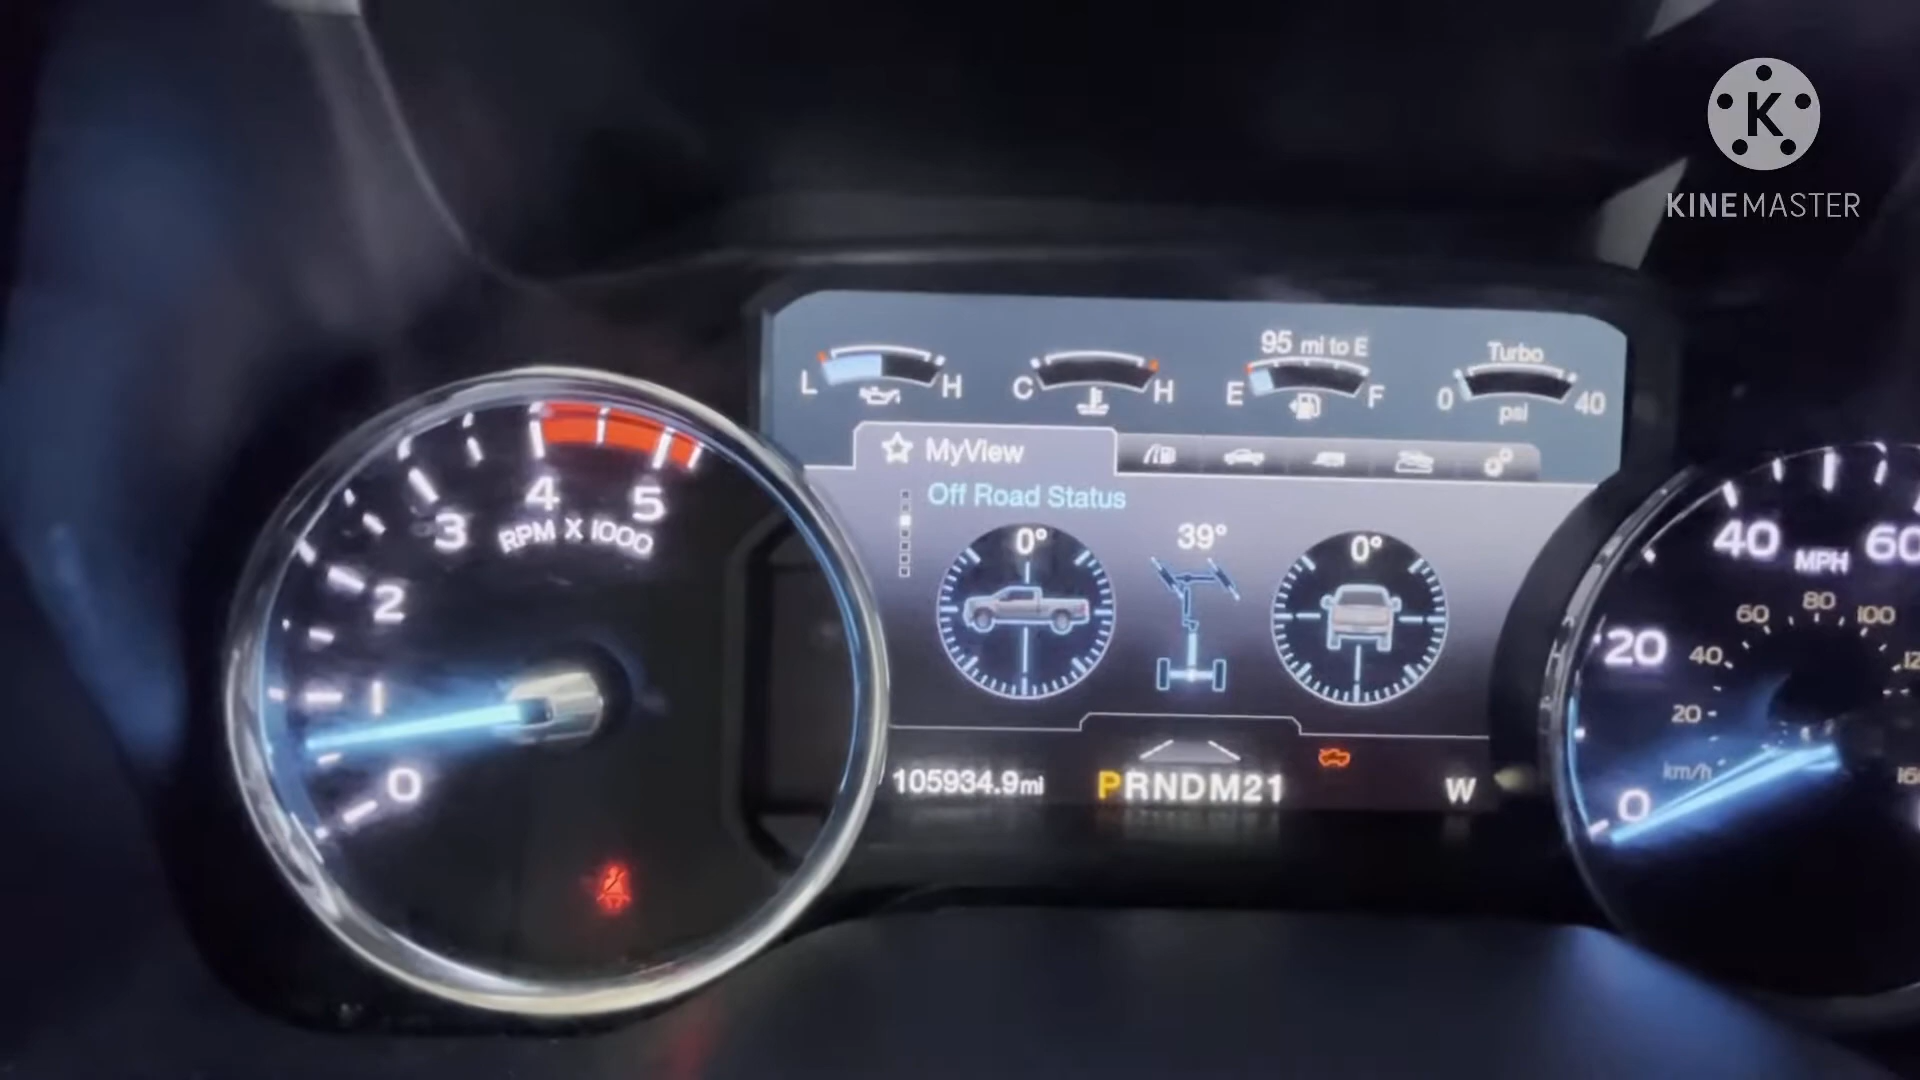 K
KINEMASTER
95 mi to E
Turbo
L H
C H
E F
0 40
psi
MyView
Off Road Status
0° 39° 0°
105934.9mi
PRNDM21
W
0 1 2 3 4 5
RPM X 1000
0 20 40 60
MPH
20 40 60 80 100
km/h